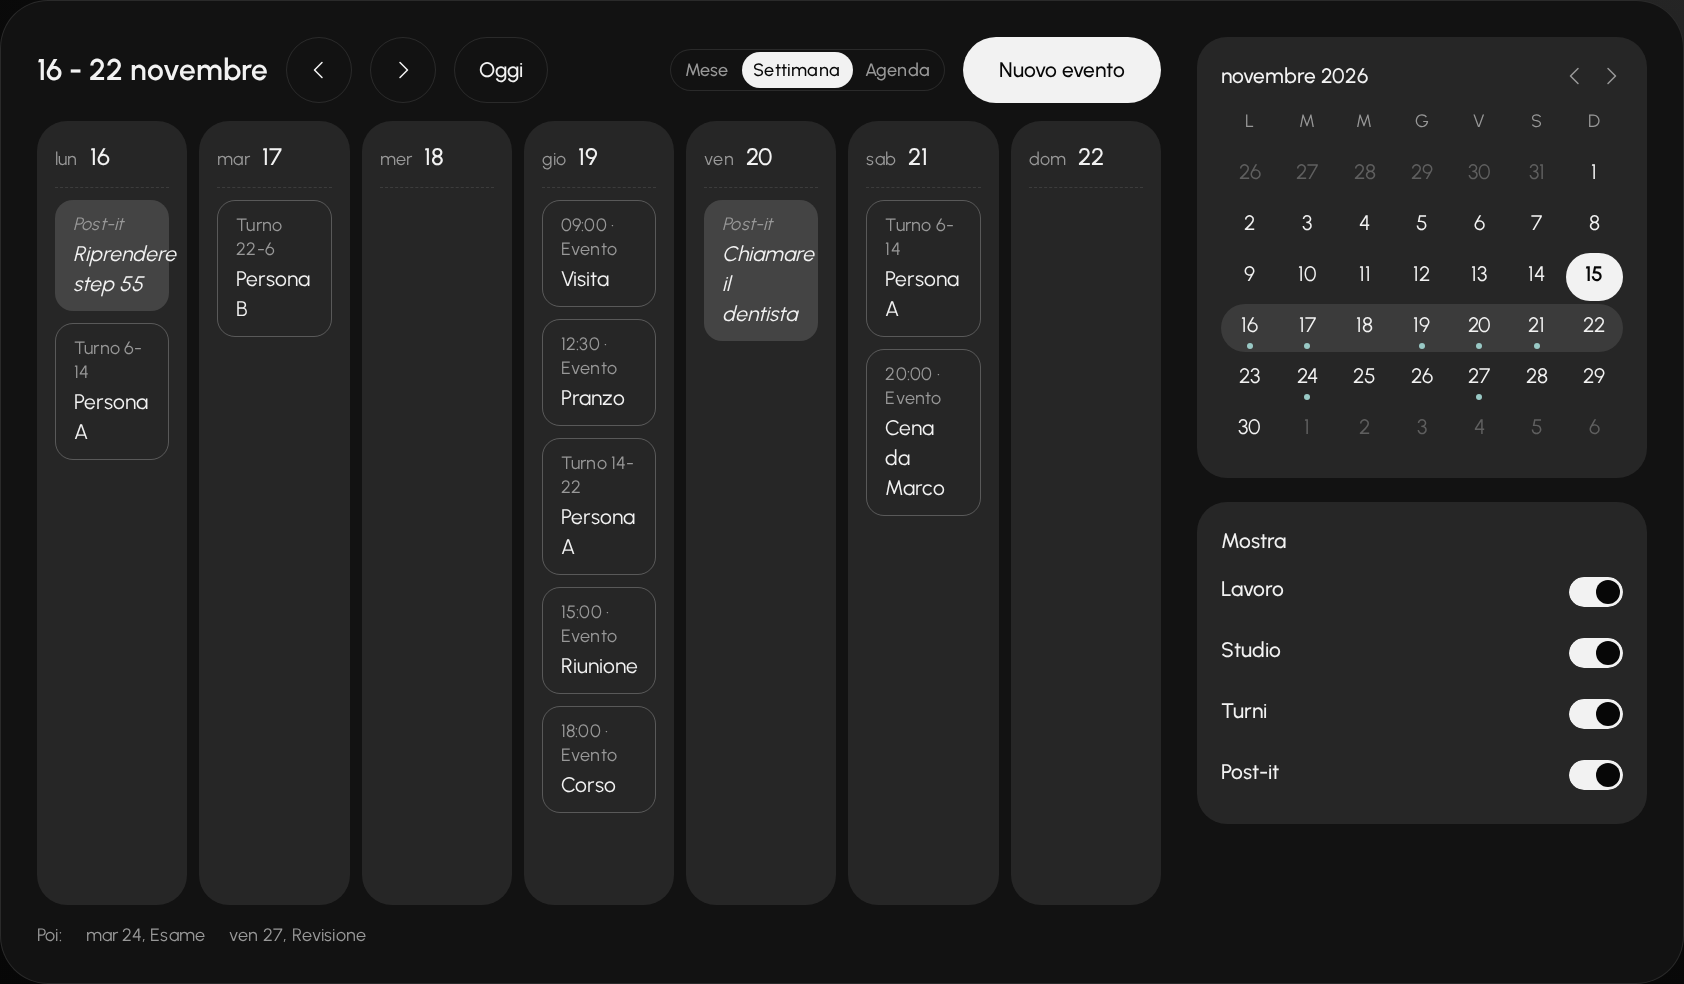 16 - 22 novembre
Oggi
Mese Settimana Agenda
Nuovo evento
lun 16
Post-it
Riprendere
step 55
Turno 6-
14
Persona
A
mar 17
Turno
22-6
Persona
B
mer 18
gio 19
09:00 ·
Evento
Visita
12:30 ·
Evento
Pranzo
Turno 14-
22
Persona
A
15:00 ·
Evento
Riunione
18:00 ·
Evento
Corso
ven 20
Post-it
Chiamare
il
dentista
sab 21
Turno 6-
14
Persona
A
20:00 ·
Evento
Cena
da
Marco
dom 22
Poi: mar 24, Esame ven 27, Revisione
novembre 2026
L M M G V S D
26 27 28 29 30 31 1
2 3 4 5 6 7 8
9 10 11 12 13 14 15
16 17 18 19 20 21 22
23 24 25 26 27 28 29
30 1 2 3 4 5 6
Mostra
Lavoro
Studio
Turni
Post-it